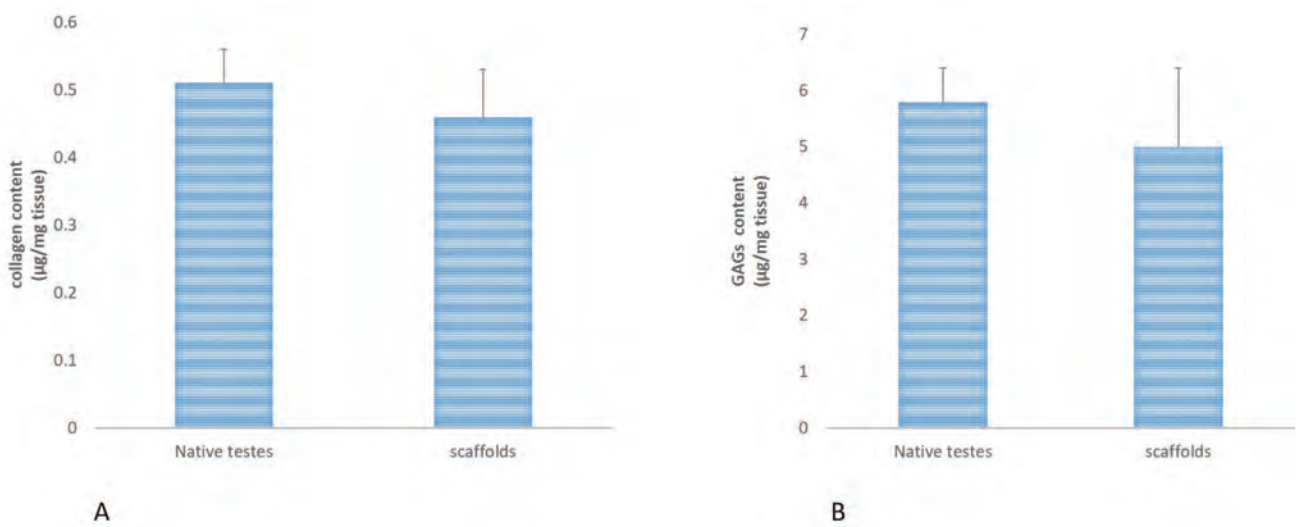 0.6
0.5
0.4
0.3
0.2
0.1
0
collagen content
(µg/mg tissue)
Native testes
scaffolds
A
7
6
5
4
3
2
1
0
GAGs content
(µg/mg tissue)
Native testes
scaffolds
B